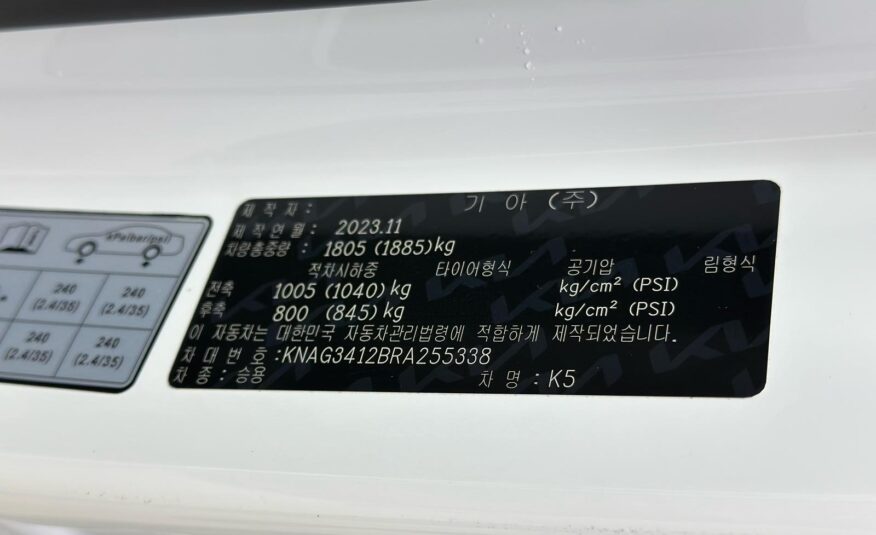 제 작 자 : 기 아 (주)
제 작 연 월 : 2023.11
차량총중량 : 1805 (1885)kg
적차시하중 타이어형식 공기압 림형식
전축 1005 (1040) kg kg/cm² (PSI)
후축 800 (845) kg kg/cm² (PSI)
이 자동차는 대한민국 자동차관리법령에 적합하게 제작되었습니다.
차 대 번 호 :KNAG3412BRA255338
차 종 : 승용 차 명 : K5
kPa(bar/psi)
240 240
(2.4/35) (2.4/35)
240 240
(2.4/35) (2.4/35)